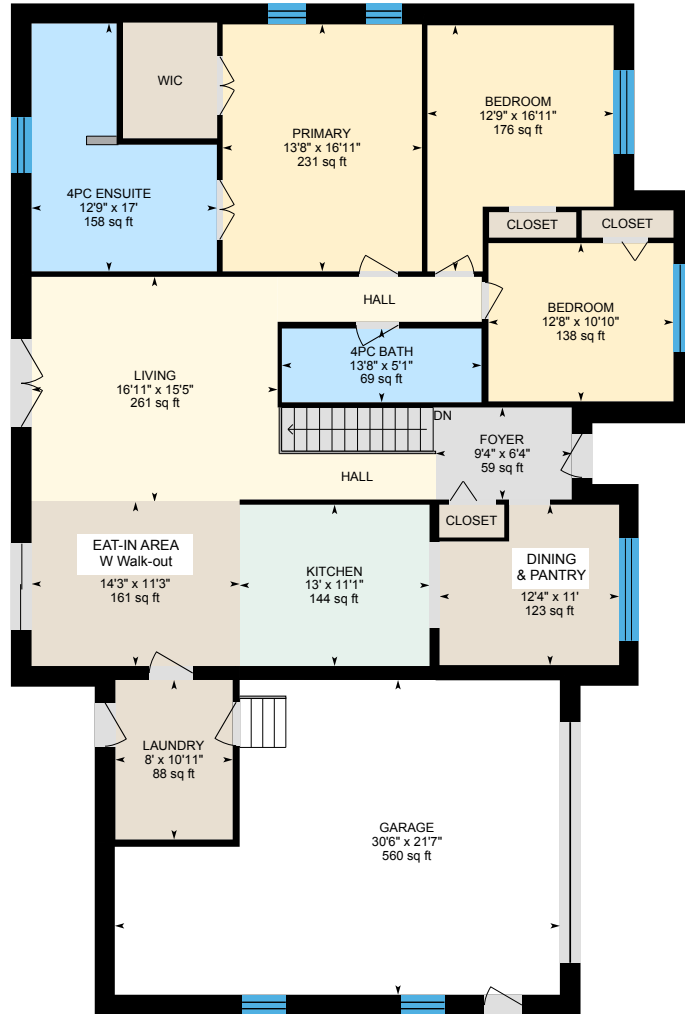 WIC
PRIMARY
13'8" x 16'11"
231 sq ft
BEDROOM
12'9" x 16'11"
176 sq ft
4PC ENSUITE
12'9" x 17'
158 sq ft
CLOSET
CLOSET
HALL
BEDROOM
12'8" x 10'10"
138 sq ft
LIVING
16'11" x 15'5"
261 sq ft
4PC BATH
13'8" x 5'1"
69 sq ft
DN
FOYER
9'4" x 6'4"
59 sq ft
HALL
CLOSET
EAT-IN AREA
W Walk-out
14'3" x 11'3"
161 sq ft
KITCHEN
13' x 11'1"
144 sq ft
DINING
& PANTRY
12'4" x 11'
123 sq ft
LAUNDRY
8' x 10'11"
88 sq ft
GARAGE
30'6" x 21'7"
560 sq ft